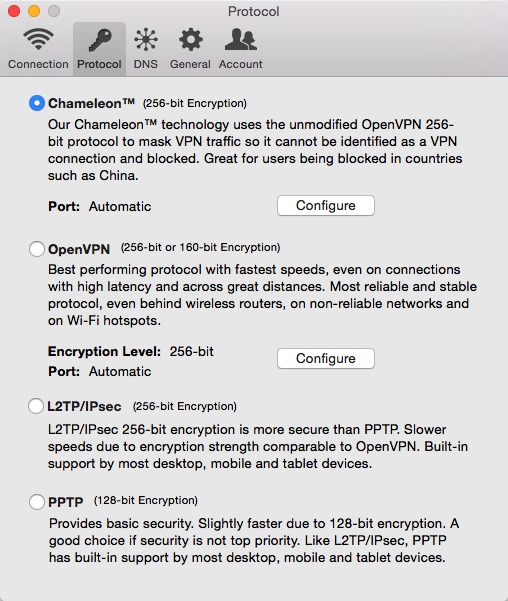 Protocol
Connection Protocol DNS General Account
Chameleon™ (256-bit Encryption)
Our Chameleon™ technology uses the unmodified OpenVPN 256-
bit protocol to mask VPN traffic so it cannot be identified as a VPN
connection and blocked. Great for users being blocked in countries
such as China.
Port: Automatic Configure
OpenVPN (256-bit or 160-bit Encryption)
Best performing protocol with fastest speeds, even on connections
with high latency and across great distances. Most reliable and stable
protocol, even behind wireless routers, on non-reliable networks and
on Wi-Fi hotspots.
Encryption Level: 256-bit
Configure
Port: Automatic
L2TP/IPsec (256-bit Encryption)
L2TP/IPsec 256-bit encryption is more secure than PPTP. Slower
speeds due to encryption strength comparable to OpenVPN. Built-in
support by most desktop, mobile and tablet devices.
PPTP (128-bit Encryption)
Provides basic security. Slightly faster due to 128-bit encryption. A
good choice if security is not top priority. Like L2TP/IPsec, PPTP
has built-in support by most desktop, mobile and tablet devices.